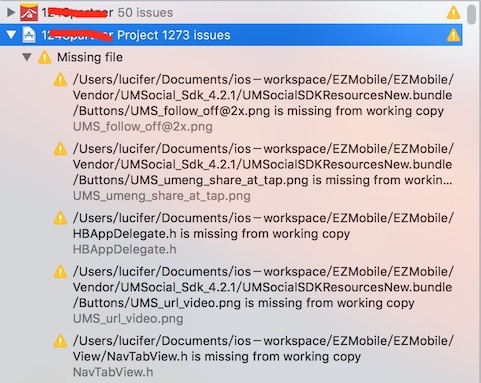 50 issues
Project 1273 issues
Missing file
/Users/lucifer/Documents/ios-workspace/EZMobile/EZMobile/
Vendor/UMSocial_Sdk_4.2.1/UMSocialSDKResourcesNew.bundle
/Buttons/UMS_follow_off@2x.png is missing from working copy
UMS_follow_off@2x.png
/Users/lucifer/Documents/ios-workspace/EZMobile/EZMobile/
Vendor/UMSocial_Sdk_4.2.1/UMSocialSDKResourcesNew.bundle
/Buttons/UMS_umeng_share_at_tap.png is missing from workin...
UMS_umeng_share_at_tap.png
/Users/lucifer/Documents/ios-workspace/EZMobile/EZMobile/
HBAppDelegate.h is missing from working copy
HBAppDelegate.h
/Users/lucifer/Documents/ios-workspace/EZMobile/EZMobile/
Vendor/UMSocial_Sdk_4.2.1/UMSocialSDKResourcesNew.bundle
/Buttons/UMS_url_video.png is missing from working copy
UMS_url_video.png
/Users/lucifer/Documents/ios-workspace/EZMobile/EZMobile/
View/NavTabView.h is missing from working copy
NavTabView.h